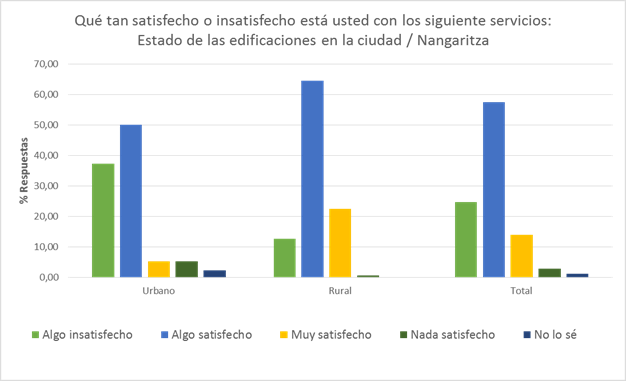 Qué tan satisfecho o insatisfecho está usted con los siguiente servicios:
Estado de las edificaciones en la ciudad / Nangaritza
70,00
60,00
50,00
40,00
30,00
20,00
10,00
0,00
% Respuestas
Urbano Rural Total
Algo insatisfecho Algo satisfecho Muy satisfecho Nada satisfecho No lo sé